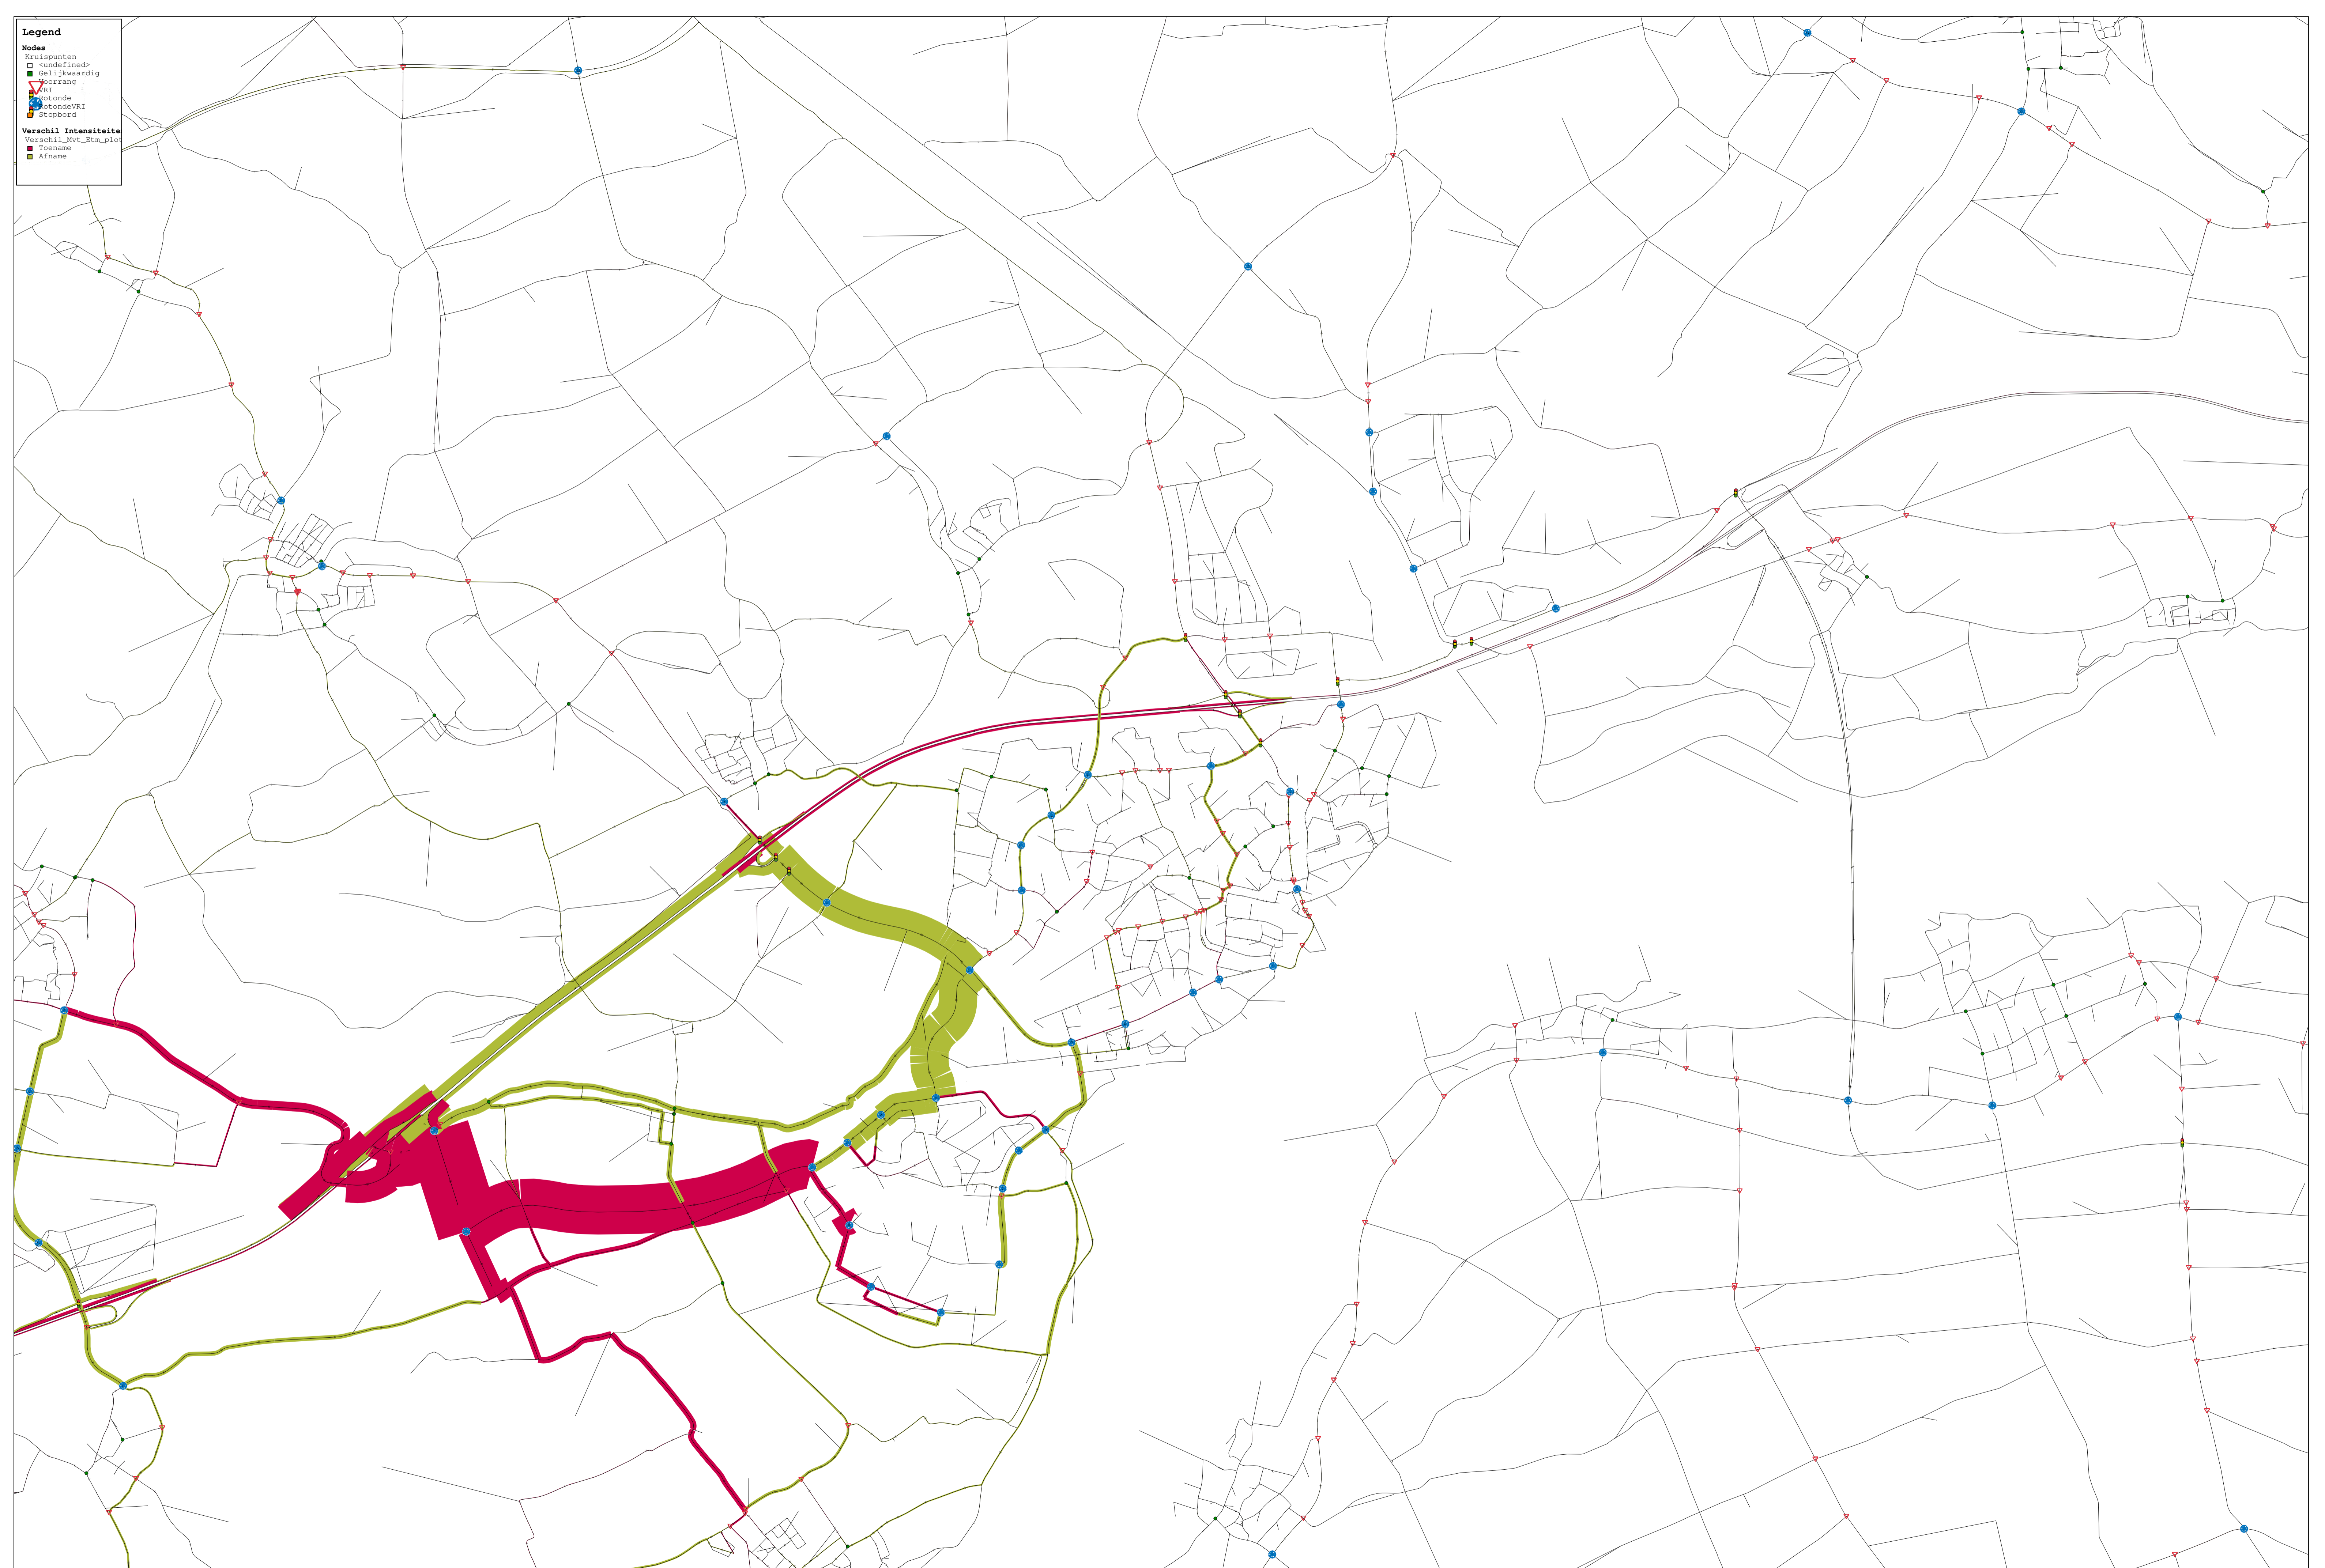 Legend
Nodes
Kruispunten
<undefined>
Gelijkwaardig
Voorrang
VRI
Rotonde
RotondeVRI
Stopbord
Verschil Intensiteite
Verschil_Mvt_Etm_plot
Toename
Afname